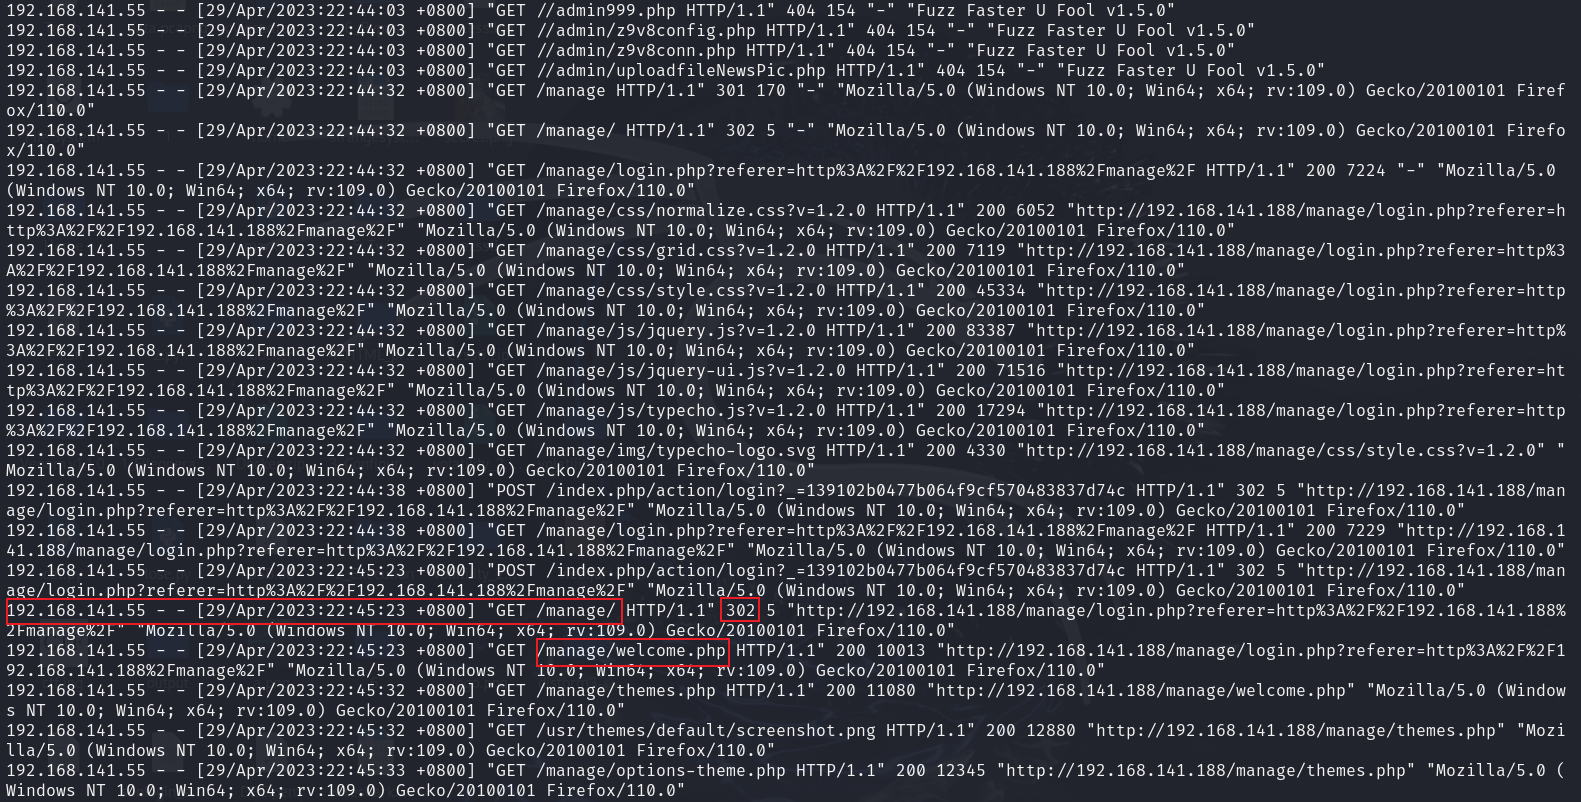 192.168.141.55 - - [29/Apr/2023:22:44:03 +0800] "GET //admin999.php HTTP/1.1" 404 154 "-" "Fuzz Faster U Fool v1.5.0"
192.168.141.55 - - [29/Apr/2023:22:44:03 +0800] "GET //admin/z9v8config.php HTTP/1.1" 404 154 "-" "Fuzz Faster U Fool v1.5.0"
192.168.141.55 - - [29/Apr/2023:22:44:03 +0800] "GET //admin/z9v8conn.php HTTP/1.1" 404 154 "-" "Fuzz Faster U Fool v1.5.0"
192.168.141.55 - - [29/Apr/2023:22:44:03 +0800] "GET //admin/uploadfileNewsPic.php HTTP/1.1" 404 154 "-" "Fuzz Faster U Fool v1.5.0"
192.168.141.55 - - [29/Apr/2023:22:44:32 +0800] "GET /manage HTTP/1.1" 301 170 "-" "Mozilla/5.0 (Windows NT 10.0; Win64; x64; rv:109.0) Gecko/20100101 Firef
ox/110.0"
192.168.141.55 - - [29/Apr/2023:22:44:32 +0800] "GET /manage/ HTTP/1.1" 302 5 "-" "Mozilla/5.0 (Windows NT 10.0; Win64; x64; rv:109.0) Gecko/20100101 Firefo
x/110.0"
192.168.141.55 - - [29/Apr/2023:22:44:32 +0800] "GET /manage/login.php?referer=http%3A%2F%2F192.168.141.188%2Fmanage%2F HTTP/1.1" 200 7224 "-" "Mozilla/5.0
(Windows NT 10.0; Win64; x64; rv:109.0) Gecko/20100101 Firefox/110.0"
192.168.141.55 - - [29/Apr/2023:22:44:32 +0800] "GET /manage/css/normalize.css?v=1.2.0 HTTP/1.1" 200 6052 "http://192.168.141.188/manage/login.php?referer=h
ttp%3A%2F%2F192.168.141.188%2Fmanage%2F" "Mozilla/5.0 (Windows NT 10.0; Win64; x64; rv:109.0) Gecko/20100101 Firefox/110.0"
192.168.141.55 - - [29/Apr/2023:22:44:32 +0800] "GET /manage/css/grid.css?v=1.2.0 HTTP/1.1" 200 7119 "http://192.168.141.188/manage/login.php?referer=http%3
A%2F%2F192.168.141.188%2Fmanage%2F" "Mozilla/5.0 (Windows NT 10.0; Win64; x64; rv:109.0) Gecko/20100101 Firefox/110.0"
192.168.141.55 - - [29/Apr/2023:22:44:32 +0800] "GET /manage/css/style.css?v=1.2.0 HTTP/1.1" 200 45334 "http://192.168.141.188/manage/login.php?referer=http
%3A%2F%2F192.168.141.188%2Fmanage%2F" "Mozilla/5.0 (Windows NT 10.0; Win64; x64; rv:109.0) Gecko/20100101 Firefox/110.0"
192.168.141.55 - - [29/Apr/2023:22:44:32 +0800] "GET /manage/js/jquery.js?v=1.2.0 HTTP/1.1" 200 83387 "http://192.168.141.188/manage/login.php?referer=http%
3A%2F%2F192.168.141.188%2Fmanage%2F" "Mozilla/5.0 (Windows NT 10.0; Win64; x64; rv:109.0) Gecko/20100101 Firefox/110.0"
192.168.141.55 - - [29/Apr/2023:22:44:32 +0800] "GET /manage/js/jquery-ui.js?v=1.2.0 HTTP/1.1" 200 71516 "http://192.168.141.188/manage/login.php?referer=ht
tp%3A%2F%2F192.168.141.188%2Fmanage%2F" "Mozilla/5.0 (Windows NT 10.0; Win64; x64; rv:109.0) Gecko/20100101 Firefox/110.0"
192.168.141.55 - - [29/Apr/2023:22:44:32 +0800] "GET /manage/js/typecho.js?v=1.2.0 HTTP/1.1" 200 17294 "http://192.168.141.188/manage/login.php?referer=http
%3A%2F%2F192.168.141.188%2Fmanage%2F" "Mozilla/5.0 (Windows NT 10.0; Win64; x64; rv:109.0) Gecko/20100101 Firefox/110.0"
192.168.141.55 - - [29/Apr/2023:22:44:32 +0800] "GET /manage/img/typecho-logo.svg HTTP/1.1" 200 4330 "http://192.168.141.188/manage/css/style.css?v=1.2.0" "
Mozilla/5.0 (Windows NT 10.0; Win64; x64; rv:109.0) Gecko/20100101 Firefox/110.0"
192.168.141.55 - - [29/Apr/2023:22:44:38 +0800] "POST /index.php/action/login?_=139102b0477b064f9cf570483837d74c HTTP/1.1" 302 5 "http://192.168.141.188/man
age/login.php?referer=http%3A%2F%2F192.168.141.188%2Fmanage%2F" "Mozilla/5.0 (Windows NT 10.0; Win64; x64; rv:109.0) Gecko/20100101 Firefox/110.0"
192.168.141.55 - - [29/Apr/2023:22:44:38 +0800] "GET /manage/login.php?referer=http%3A%2F%2F192.168.141.188%2Fmanage%2F HTTP/1.1" 200 7229 "http://192.168.1
41.188/manage/login.php?referer=http%3A%2F%2F192.168.141.188%2Fmanage%2F" "Mozilla/5.0 (Windows NT 10.0; Win64; x64; rv:109.0) Gecko/20100101 Firefox/110.0"
192.168.141.55 - - [29/Apr/2023:22:45:23 +0800] "POST /index.php/action/login?_=139102b0477b064f9cf570483837d74c HTTP/1.1" 302 5 "http://192.168.141.188/man
age/login.php?referer=http%3A%2F%2F192.168.141.188%2Fmanage%2F" "Mozilla/5.0 (Windows NT 10.0; Win64; x64; rv:109.0) Gecko/20100101 Firefox/110.0"
192.168.141.55 - - [29/Apr/2023:22:45:23 +0800] "GET /manage/ HTTP/1.1" 302 5 "http://192.168.141.188/manage/login.php?referer=http%3A%2F%2F192.168.141.188%
2Fmanage%2F" "Mozilla/5.0 (Windows NT 10.0; Win64; x64; rv:109.0) Gecko/20100101 Firefox/110.0"
192.168.141.55 - - [29/Apr/2023:22:45:23 +0800] "GET /manage/welcome.php HTTP/1.1" 200 10013 "http://192.168.141.188/manage/login.php?referer=http%3A%2F%2F1
92.168.141.188%2Fmanage%2F" "Mozilla/5.0 (Windows NT 10.0; Win64; x64; rv:109.0) Gecko/20100101 Firefox/110.0"
192.168.141.55 - - [29/Apr/2023:22:45:32 +0800] "GET /manage/themes.php HTTP/1.1" 200 11080 "http://192.168.141.188/manage/welcome.php" "Mozilla/5.0 (Window
s NT 10.0; Win64; x64; rv:109.0) Gecko/20100101 Firefox/110.0"
192.168.141.55 - - [29/Apr/2023:22:45:32 +0800] "GET /usr/themes/default/screenshot.png HTTP/1.1" 200 12880 "http://192.168.141.188/manage/themes.php" "Mozi
lla/5.0 (Windows NT 10.0; Win64; x64; rv:109.0) Gecko/20100101 Firefox/110.0"
192.168.141.55 - - [29/Apr/2023:22:45:33 +0800] "GET /manage/options-theme.php HTTP/1.1" 200 12345 "http://192.168.141.188/manage/themes.php" "Mozilla/5.0 (
Windows NT 10.0; Win64; x64; rv:109.0) Gecko/20100101 Firefox/110.0"